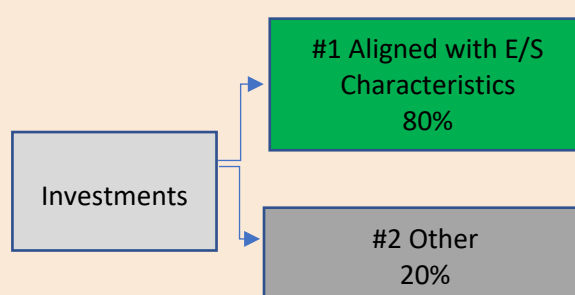 #1 Aligned with E/S
Characteristics
80%
Investments
#2 Other
20%